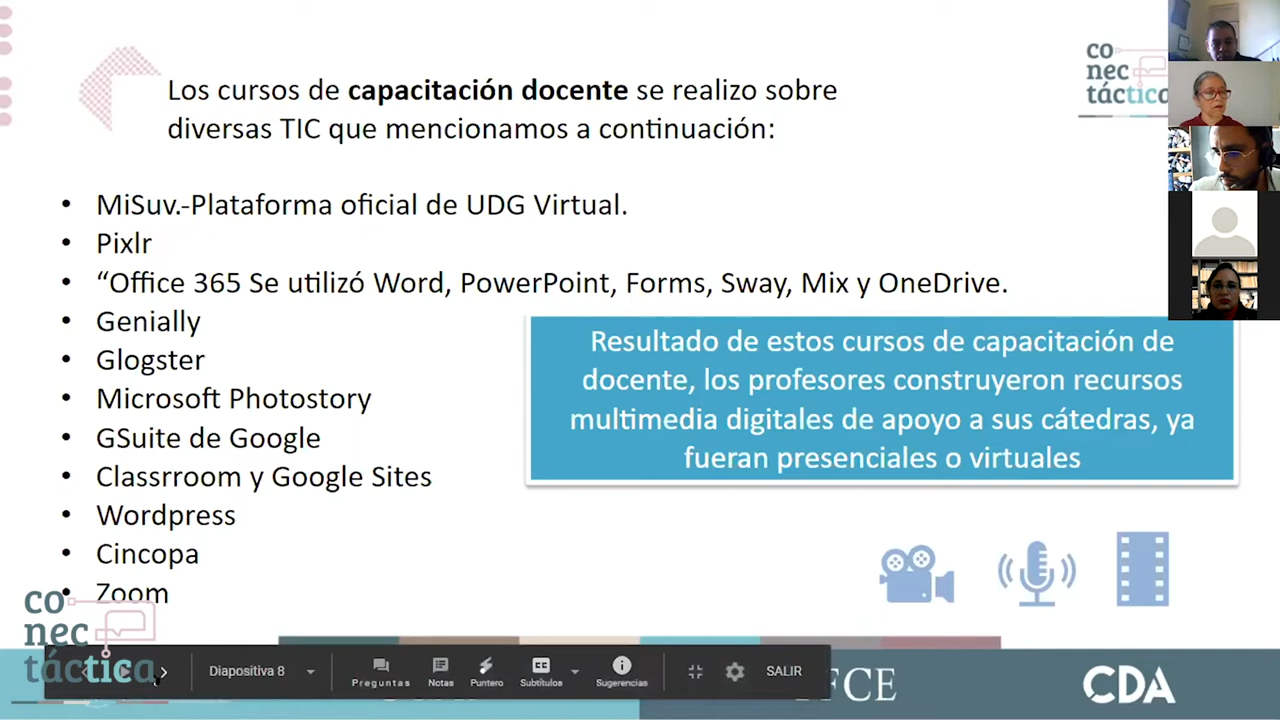 Los cursos de capacitación docente se realizo sobre
diversas TIC que mencionamos a continuación:
co
nec
táctica
• MiSuv.-Plataforma oficial de UDG Virtual.
• Pixlr
• “Office 365 Se utilizó Word, PowerPoint, Forms, Sway, Mix y OneDrive.
• Genially
• Glogster
• Microsoft Photostory
• GSuite de Google
• Classrroom y Google Sites
• Wordpress
• Cincopa
• Zoom
Resultado de estos cursos de capacitación de
docente, los profesores construyeron recursos
multimedia digitales de apoyo a sus cátedras, ya
fueran presenciales o virtuales
co
nec
táctica
Diapositiva 8
Preguntas
Notas
Puntero
Subtítulos
Sugerencias
SALIR
FCE
CDA